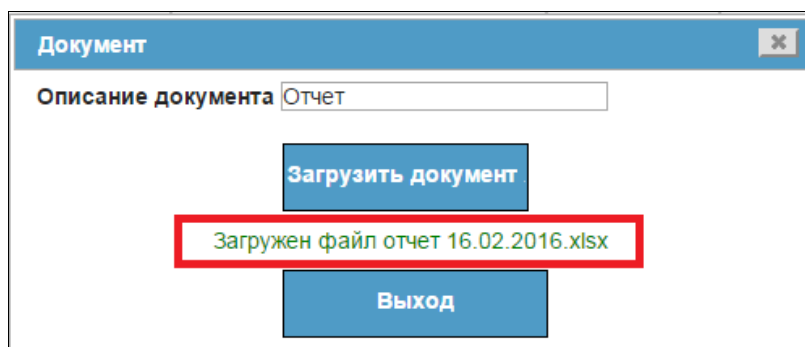 Документ
Описание документа Отчет
Загрузить документ
Загружен файл отчет 16.02.2016.xlsx
Выход